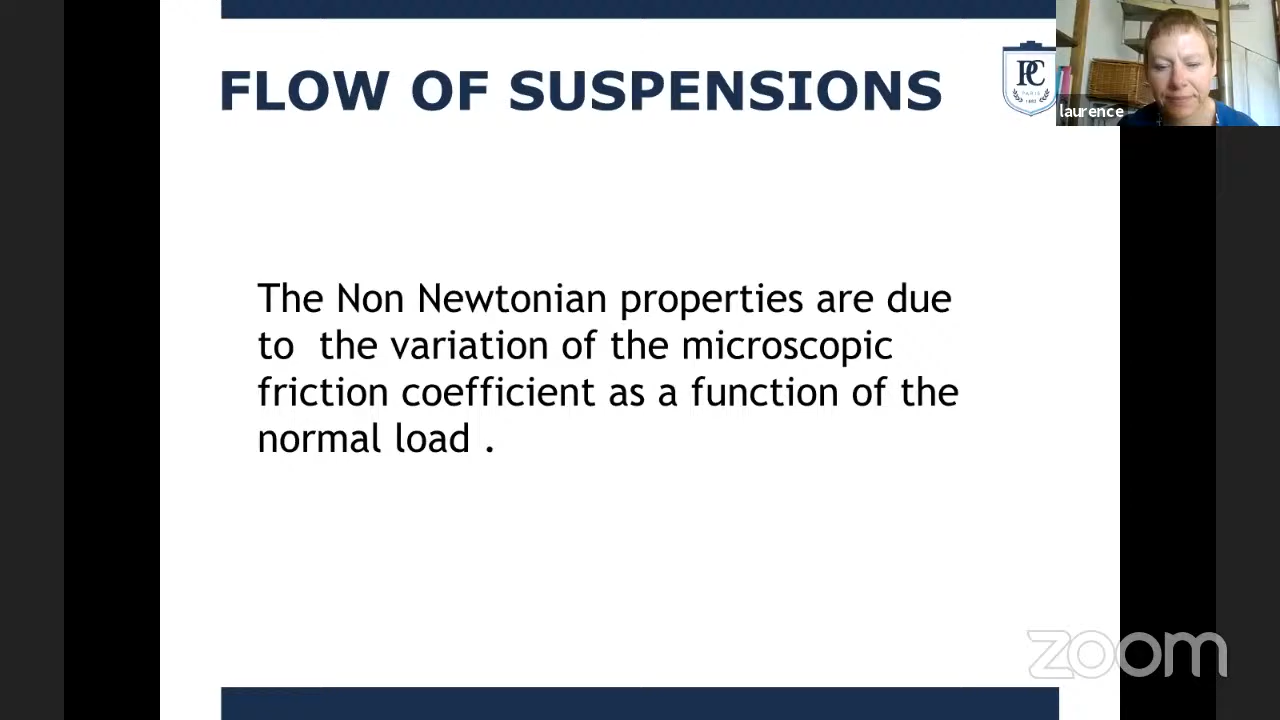 FLOW OF SUSPENSIONS
PC
PARIS
laurence
The Non Newtonian properties are due
to the variation of the microscopic
friction coefficient as a function of the
normal load .
zoom